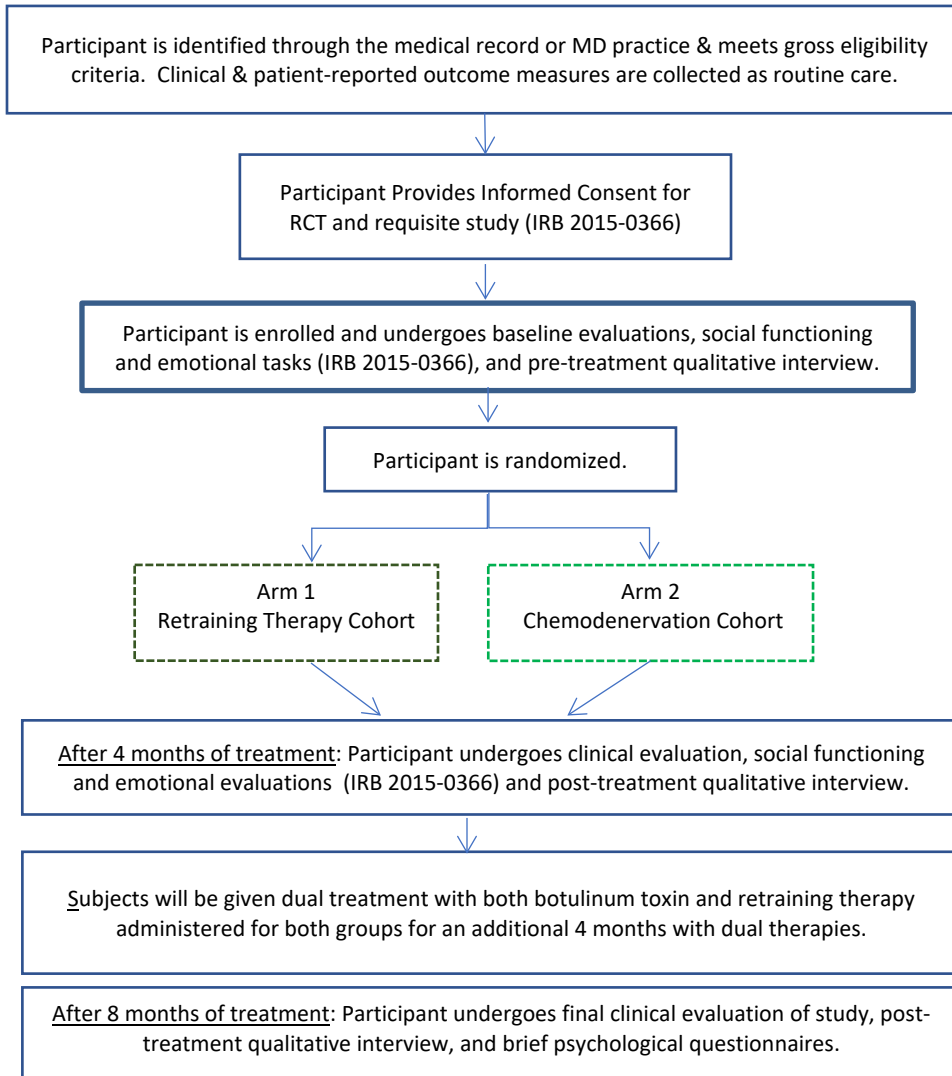 Participant is identified through the medical record or MD practice & meets gross eligibility
criteria.  Clinical & patient-reported outcome measures are collected as routine care.
Participant Provides Informed Consent for
RCT and requisite study (IRB 2015-0366)
Participant is enrolled and undergoes baseline evaluations, social functioning
and emotional tasks (IRB 2015-0366), and pre-treatment qualitative interview.
Participant is randomized.
Arm 1
Retraining Therapy Cohort
Arm 2
Chemodenervation Cohort
After 4 months of treatment: Participant undergoes clinical evaluation, social functioning
and emotional evaluations  (IRB 2015-0366) and post-treatment qualitative interview.
Subjects will be given dual treatment with both botulinum toxin and retraining therapy
administered for both groups for an additional 4 months with dual therapies.
After 8 months of treatment: Participant undergoes final clinical evaluation of study, post-
treatment qualitative interview, and brief psychological questionnaires.